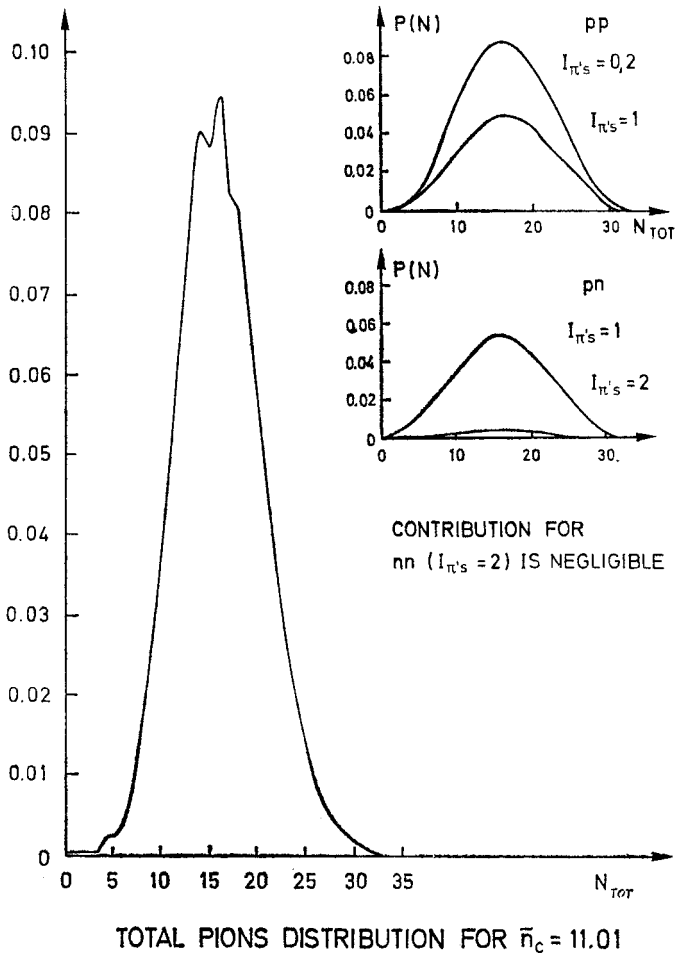 0.10
0.09
0.08
0.07
0.06
0.05
0.04
0.03
0.02
0.01
0
0 5 10 15 20 25 30 35 N_TOT
P(N) pp
0.08
0.06
0.04
0.02
0
I_π's = 0,2
I_π's = 1
0 10 20 30 N_TOT
P(N) pn
0.08
0.06
0.04
0.02
0
I_π's = 1
I_π's = 2
0 10 20 30.
CONTRIBUTION FOR
nn (I_π's = 2) IS NEGLIGIBLE
TOTAL PIONS DISTRIBUTION FOR n̄_c = 11.01